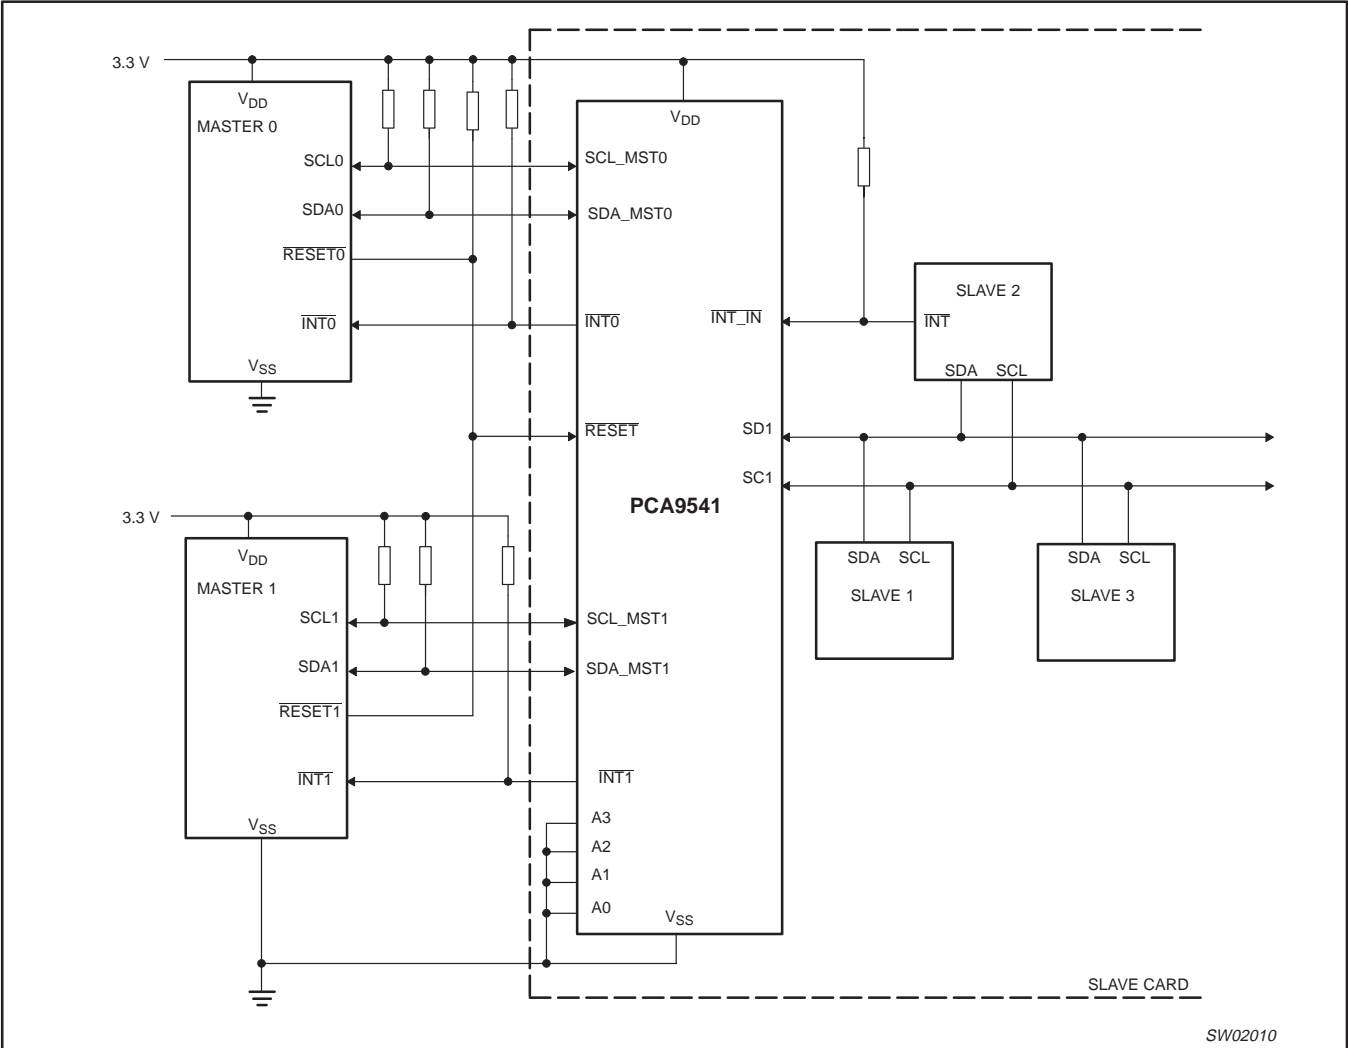 3.3 V
VDD
MASTER 0
SCL0
SDA0
RESET0
INT0
VSS
VDD
SCL_MST0
SDA_MST0
INT0
RESET
INT_IN
SD1
SC1
PCA9541
SLAVE 2
INT
SDA SCL
SDA SCL
SLAVE 1
SDA SCL
SLAVE 3
3.3 V
VDD
MASTER 1
SCL1
SDA1
RESET1
INT1
VSS
SCL_MST1
SDA_MST1
INT1
A3
A2
A1
A0
VSS
SLAVE CARD
SW02010